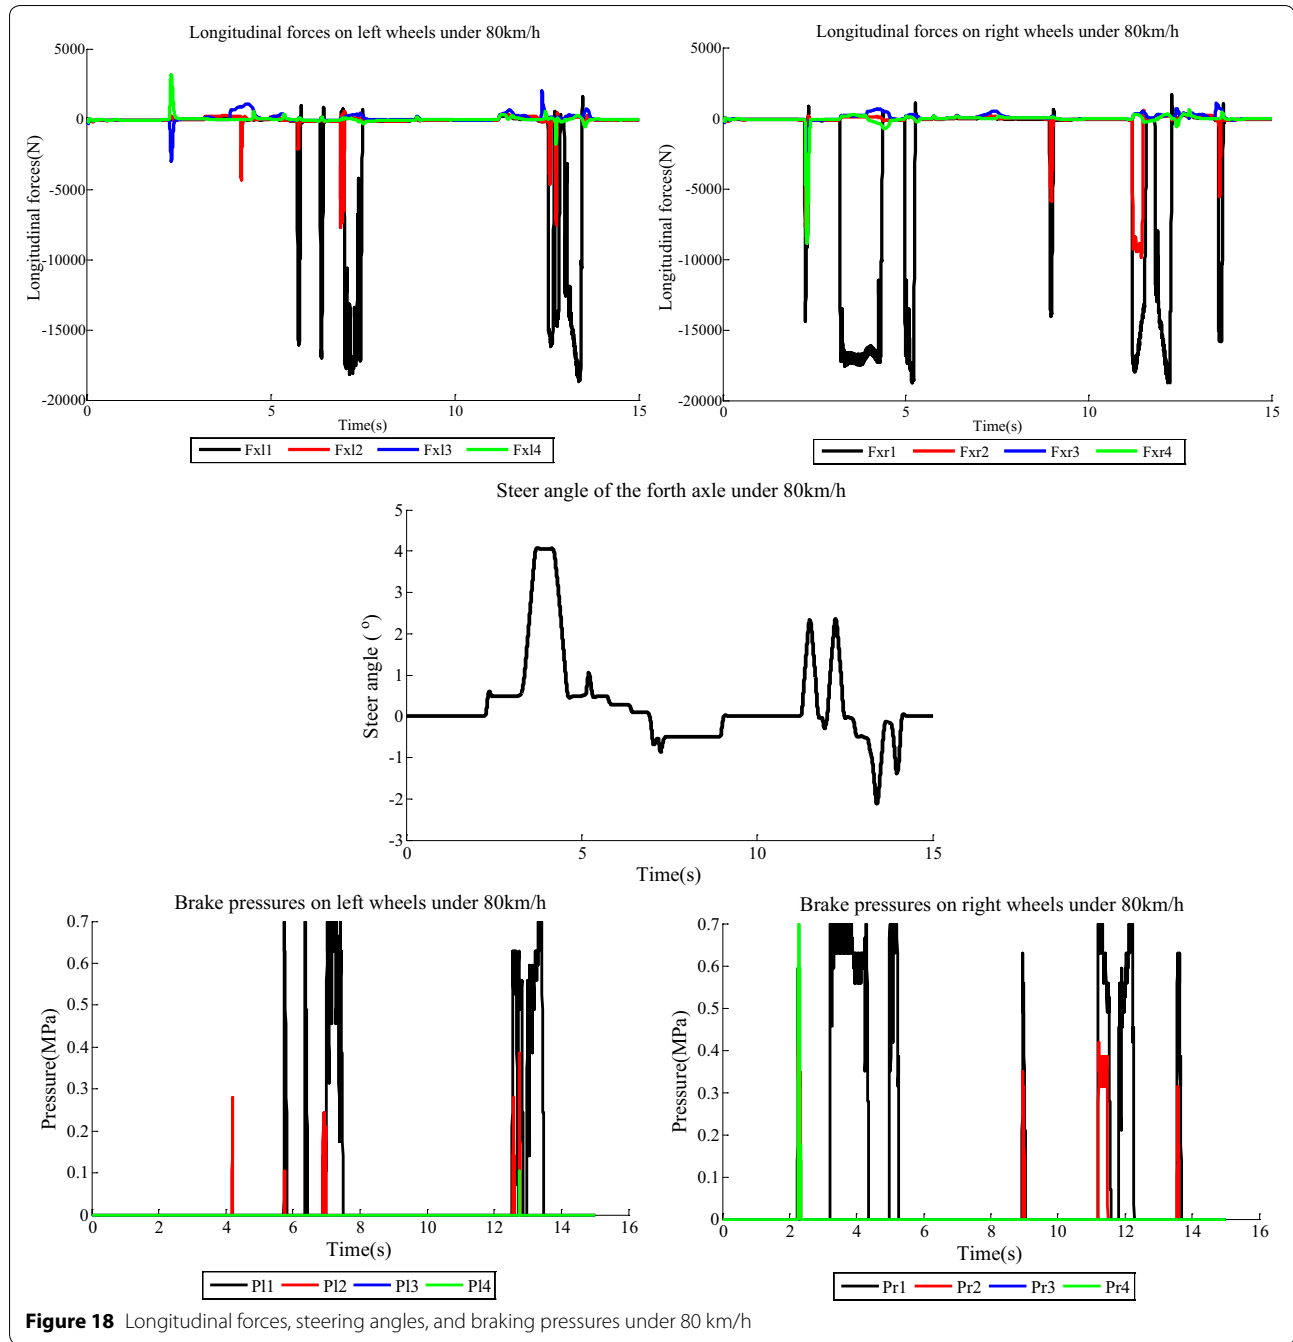 Longitudinal forces on left wheels under 80km/h
5000
0
-5000
-10000
-15000
-20000
Longitudinal forces(N)
0 5 10 15
Time(s)
Fxl1 Fxl2 Fxl3 Fxl4
Longitudinal forces on right wheels under 80km/h
5000
0
-5000
-10000
-15000
-20000
Longitudinal forces(N)
0 5 10 15
Time(s)
Fxr1 Fxr2 Fxr3 Fxr4
Steer angle of the forth axle under 80km/h
5
4
3
2
1
0
-1
-2
-3
Steer angle ( °)
0 5 10 15
Time(s)
Brake pressures on left wheels under 80km/h
0.7
0.6
0.5
0.4
0.3
0.2
0.1
0
Pressure(MPa)
0 2 4 6 8 10 12 14 16
Time(s)
Pl1 Pl2 Pl3 Pl4
Brake pressures on right wheels under 80km/h
0.7
0.6
0.5
0.4
0.3
0.2
0.1
0
Pressure(MPa)
0 2 4 6 8 10 12 14 16
Time(s)
Pr1 Pr2 Pr3 Pr4
Figure 18 Longitudinal forces, steering angles, and braking pressures under 80 km/h